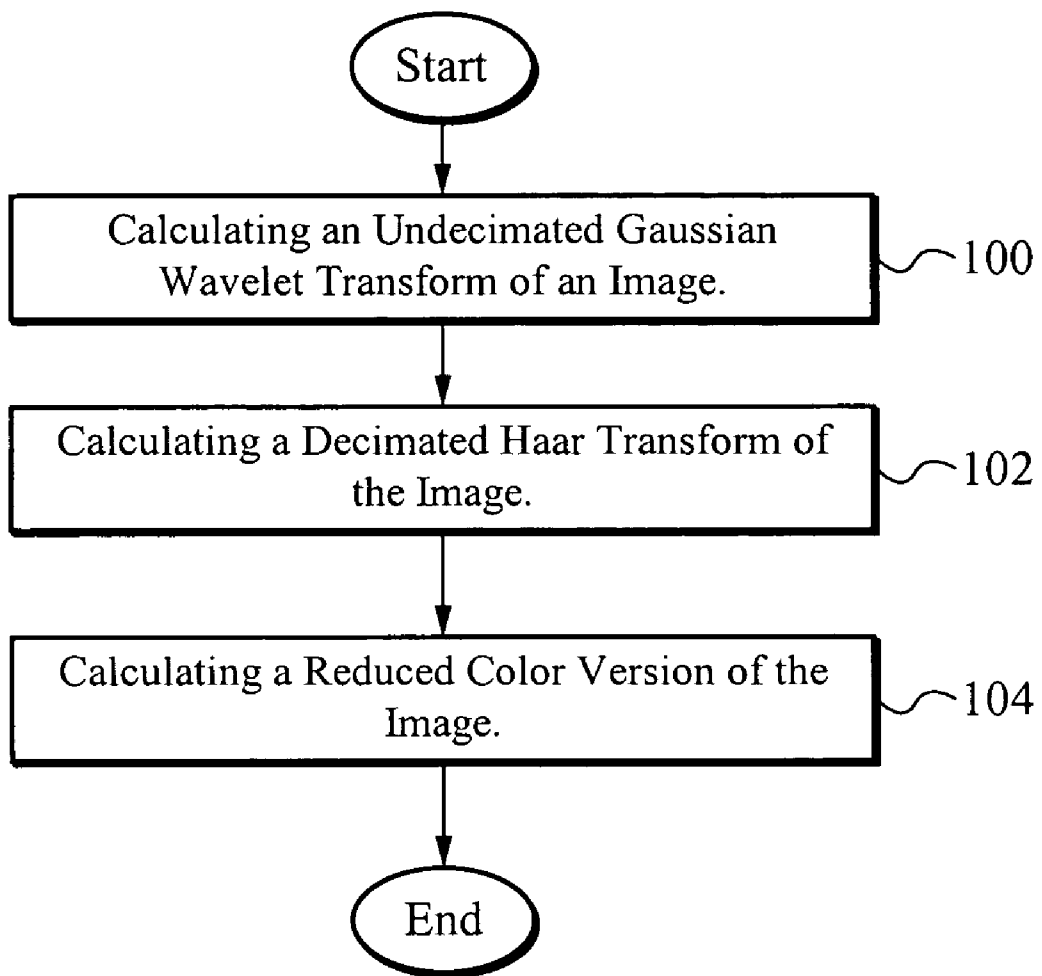 Start
Calculating an Undecimated Gaussian
Wavelet Transform of an Image.
100
Calculating a Decimated Haar Transform of
the Image.
102
Calculating a Reduced Color Version of the
Image.
104
End